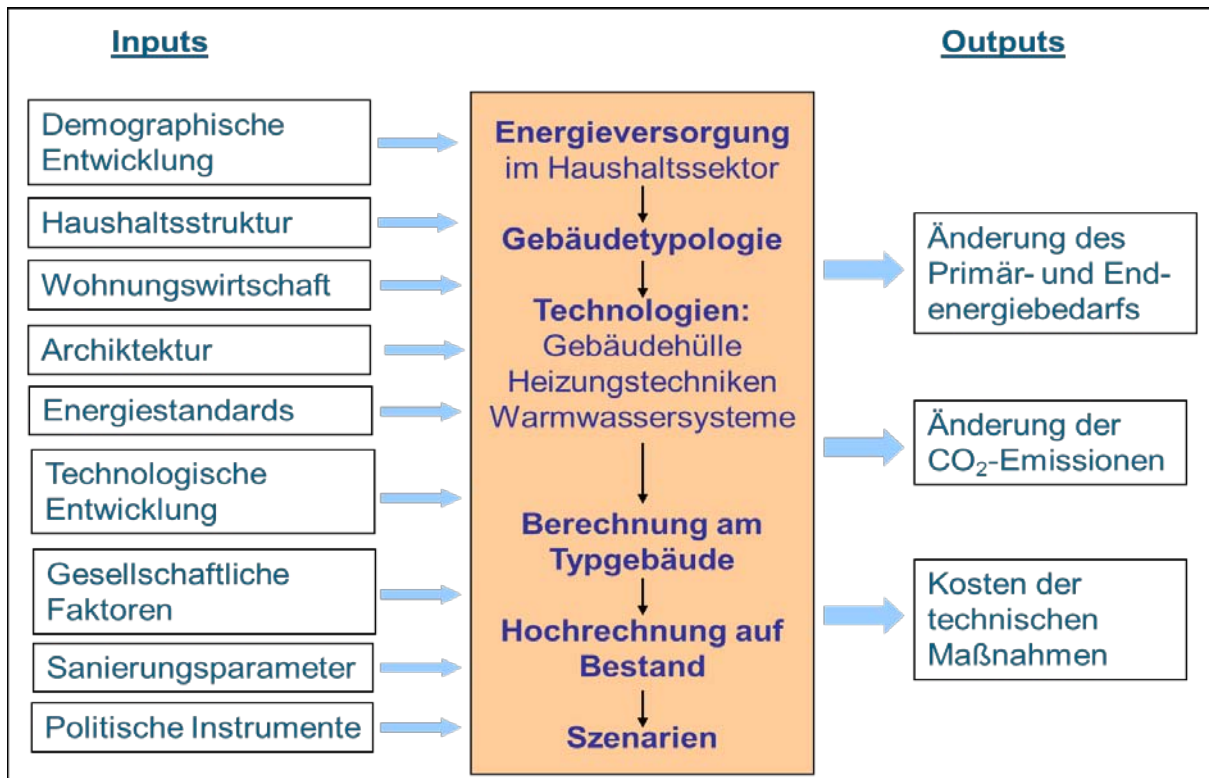 Inputs
Demographische
Entwicklung
Haushaltsstruktur
Wohnungswirtschaft
Archiktektur
Energiestandards
Technologische
Entwicklung
Gesellschaftliche
Faktoren
Sanierungsparameter
Politische Instrumente
Energieversorgung
im Haushaltssektor
Gebäudetypologie
Technologien:
Gebäudehülle
Heizungstechniken
Warmwassersysteme
Berechnung am
Typgebäude
Hochrechnung auf
Bestand
Szenarien
Outputs
Änderung des
Primär- und End-
energiebedarfs
Änderung der
CO₂-Emissionen
Kosten der
technischen
Maßnahmen